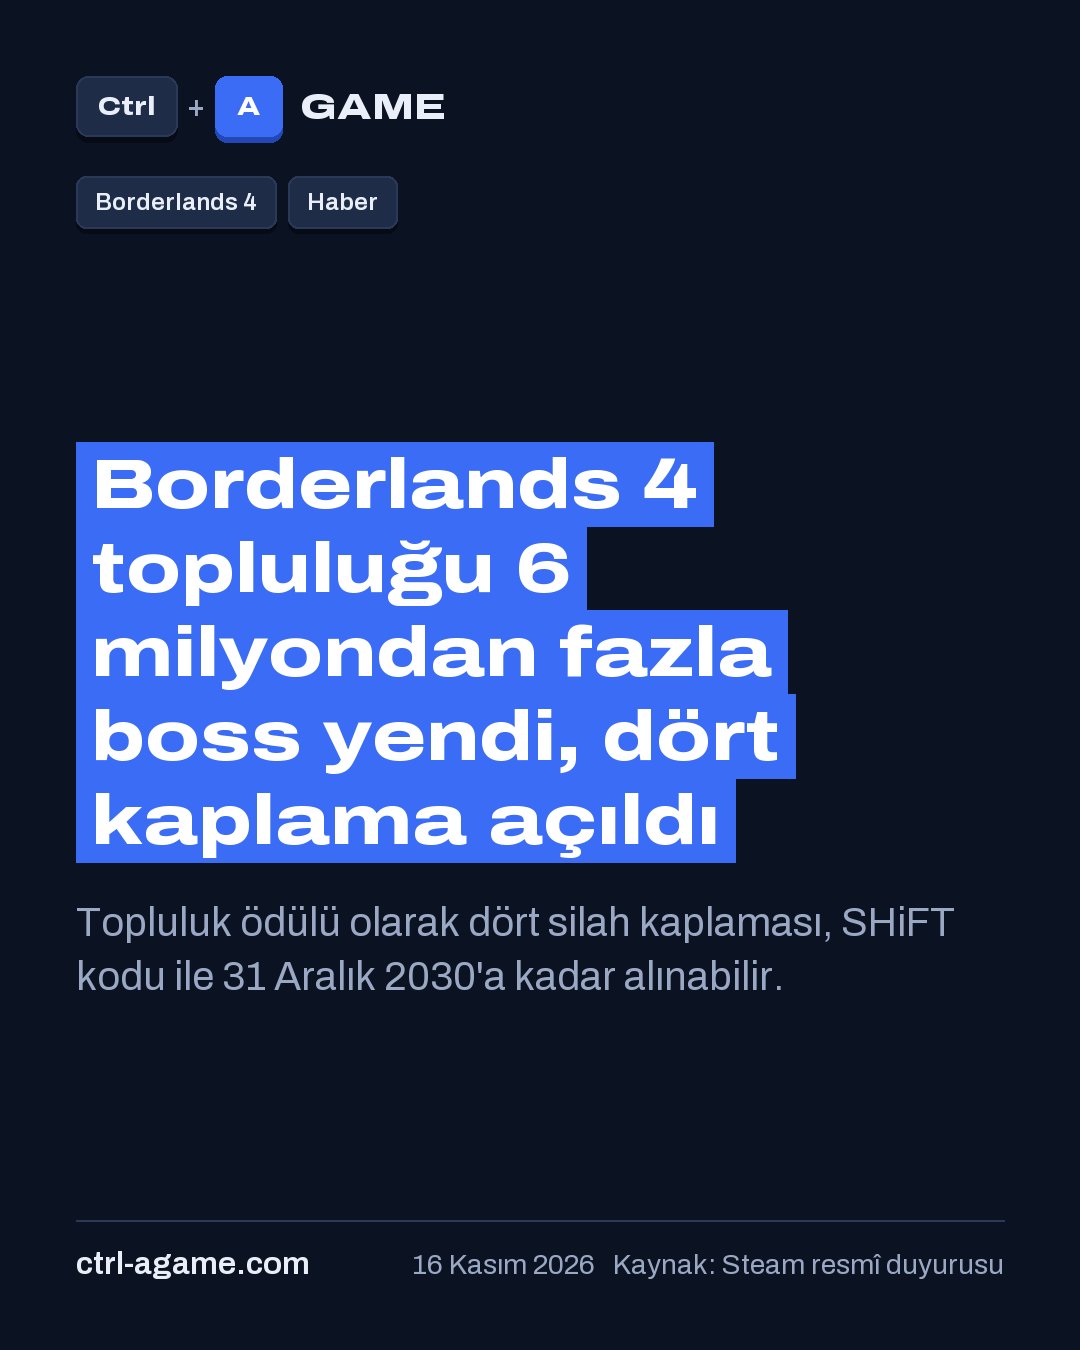 Ctrl + A GAME
Borderlands 4 Haber
Borderlands 4
topluluğu 6
milyondan fazla
boss yendi, dört
kaplama açıldı
Topluluk ödülü olarak dört silah kaplaması, SHiFT
kodu ile 31 Aralık 2030'a kadar alınabilir.
ctrl-agame.com 16 Kasım 2026 Kaynak: Steam resmî duyurusu